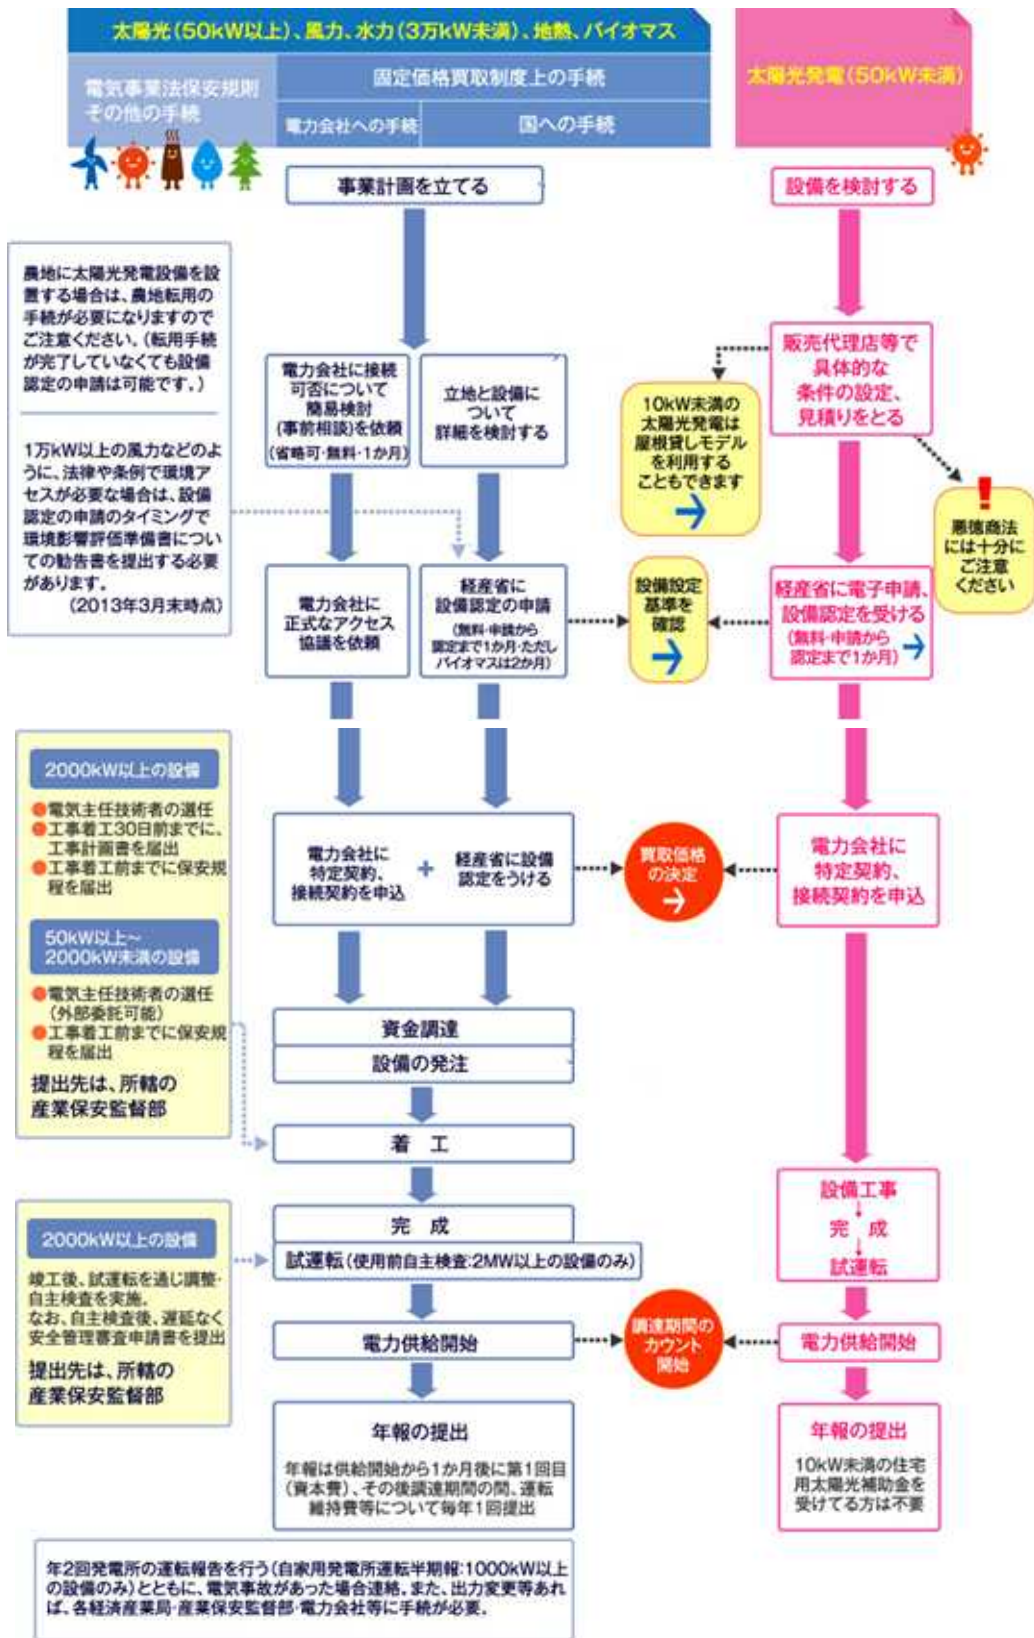 太陽光(50kW以上)、風力、水力(3万kW未満)、地熱、バイオマス
電気事業法保安規則
その他の手続
固定価格買取制度上の手続
電力会社への手続
国への手続
太陽光発電(50kW未満)
事業計画を立てる
設備を検討する
農地に太陽光発電設備を設
置する場合は、農地転用の
手続が必要になりますので
ご注意ください。(転用手続
が完了していなくても設備
認定の申請は可能です。)
1万kW以上の風力などのよ
うに、法律や条例で環境ア
セスが必要な場合は、設備
認定の申請のタイミングで
環境影響評価準備書につい
ての勧告書を提出する必要
があります。
(2013年3月末時点)
電力会社に接続
可否について
簡易検討
(事前相談)を依頼
(省略可・無料・1か月)
立地と設備に
ついて
詳細を検討する
販売代理店等で
具体的な
条件の設定、
見積りをとる
10kW未満の
太陽光発電は
屋根貸しモデル
を利用する
こともできます
!
悪徳商法
には十分に
ご注意
ください
電力会社に
正式なアクセス
協議を依頼
経産省に
設備認定の申請
(無料・申請から
認定まで1か月・ただし
バイオマスは2か月)
設備設定
基準を
確認
経産省に電子申請、
設備認定を受ける
(無料・申請から
認定まで1か月)
2000kW以上の設備
●電気主任技術者の選任
●工事着工30日前までに、
工事計画書を届出
●工事着工前までに保安規
程を届出
50kW以上～
2000kW未満の設備
●電気主任技術者の選任
(外部委託可能)
●工事着工前までに保安規
程を届出
提出先は、所轄の
産業保安監督部
電力会社に
特定契約、
接続契約を申込
+
経産省に設備
認定をうける
買取価格
の決定
電力会社に
特定契約、
接続契約を申込
資金調達
設備の発注
着 工
完 成
試運転(使用前自主検査:2MW以上の設備のみ)
設備工事
完 成
試運転
2000kW以上の設備
竣工後、試運転を通じ調整・
自主検査を実施。
なお、自主検査後、遅延なく
安全管理審査申請書を提出
提出先は、所轄の
産業保安監督部
電力供給開始
調達期間の
カウント
開始
電力供給開始
年報の提出
年報は供給開始から1か月後に第1回目
(資本費)、その後調達期間の間、運転
維持費等について毎年1回提出
年報の提出
10kW未満の住宅
用太陽光補助金を
受けてる方は不要
年2回発電所の運転報告を行う(自家用発電所運転半期報:1000kW以上
の設備のみ)とともに、電気事故があった場合連絡。また、出力変更等あれ
ば、各経済産業局・産業保安監督部・電力会社等に手続が必要。